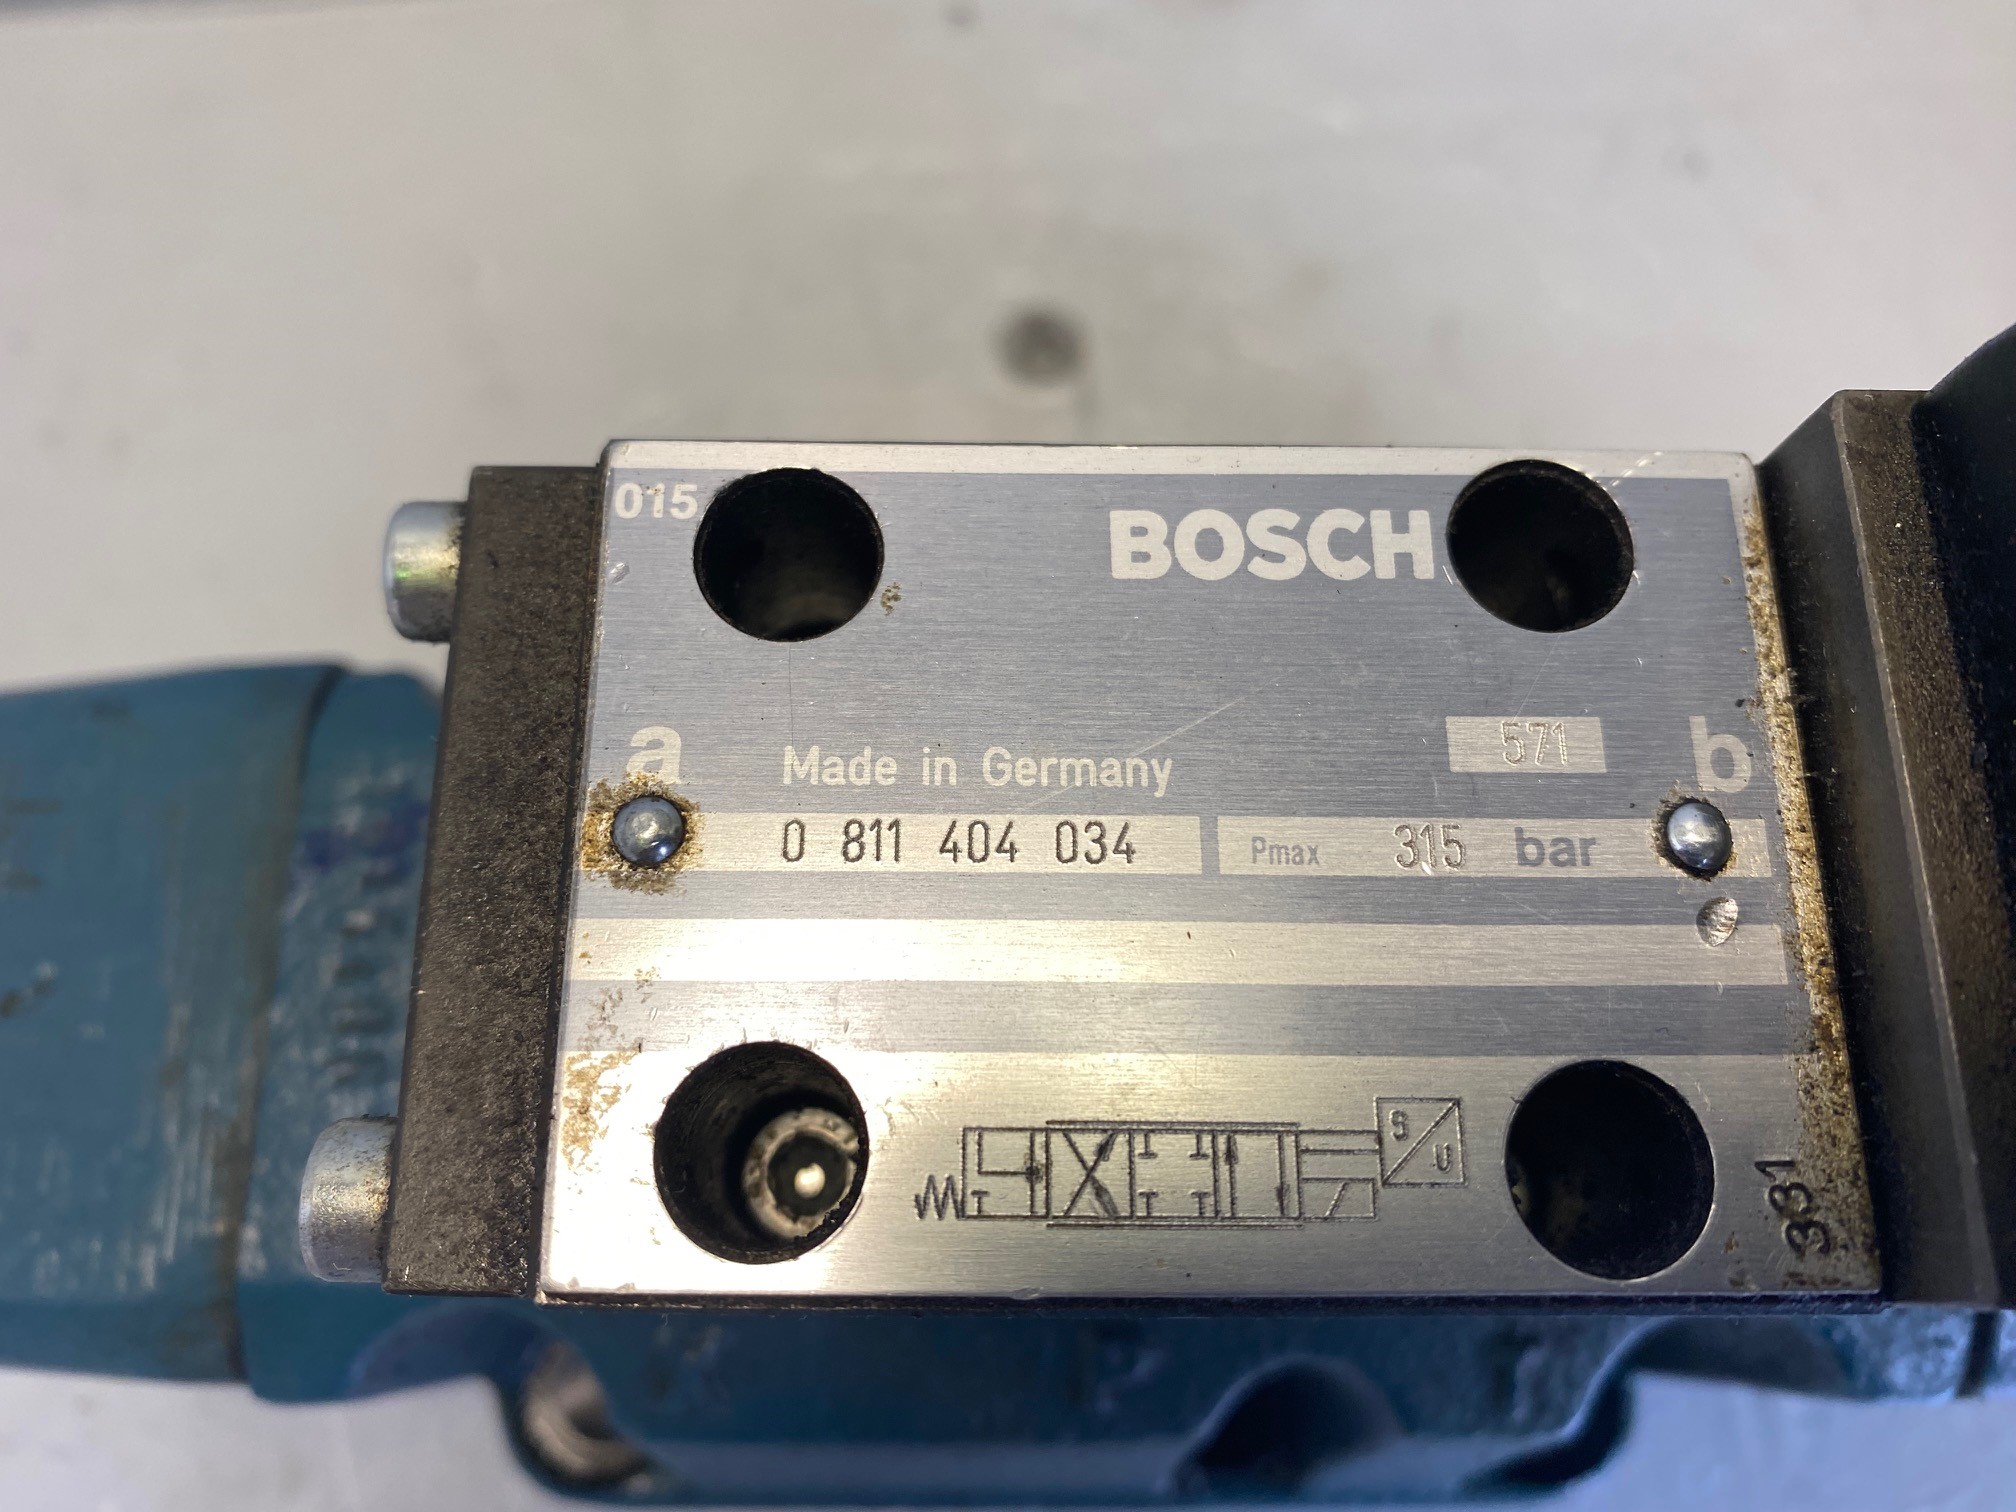 015
BOSCH
571
a
b
Made in Germany
0 811 404 034
Pmax 315 bar
S
U
331